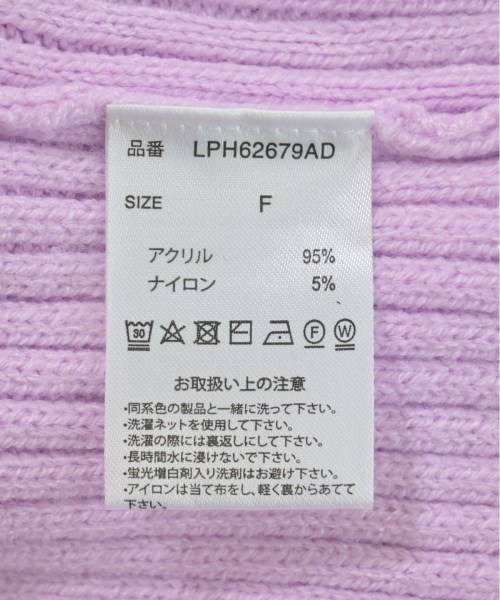 品番 LPH62679AD
SIZE F
アクリル 95%
ナイロン 5%
30 F W
お取扱い上の注意
・同系色の製品と一緒に洗って下さい。
・洗濯ネットを使用して下さい。
・洗濯の際には裏返しにして下さい。
・長時間水に浸けないで下さい。
・蛍光増白剤入り洗剤はお避け下さい。
・アイロンは当て布をし、軽く裏からあてて
下さい。